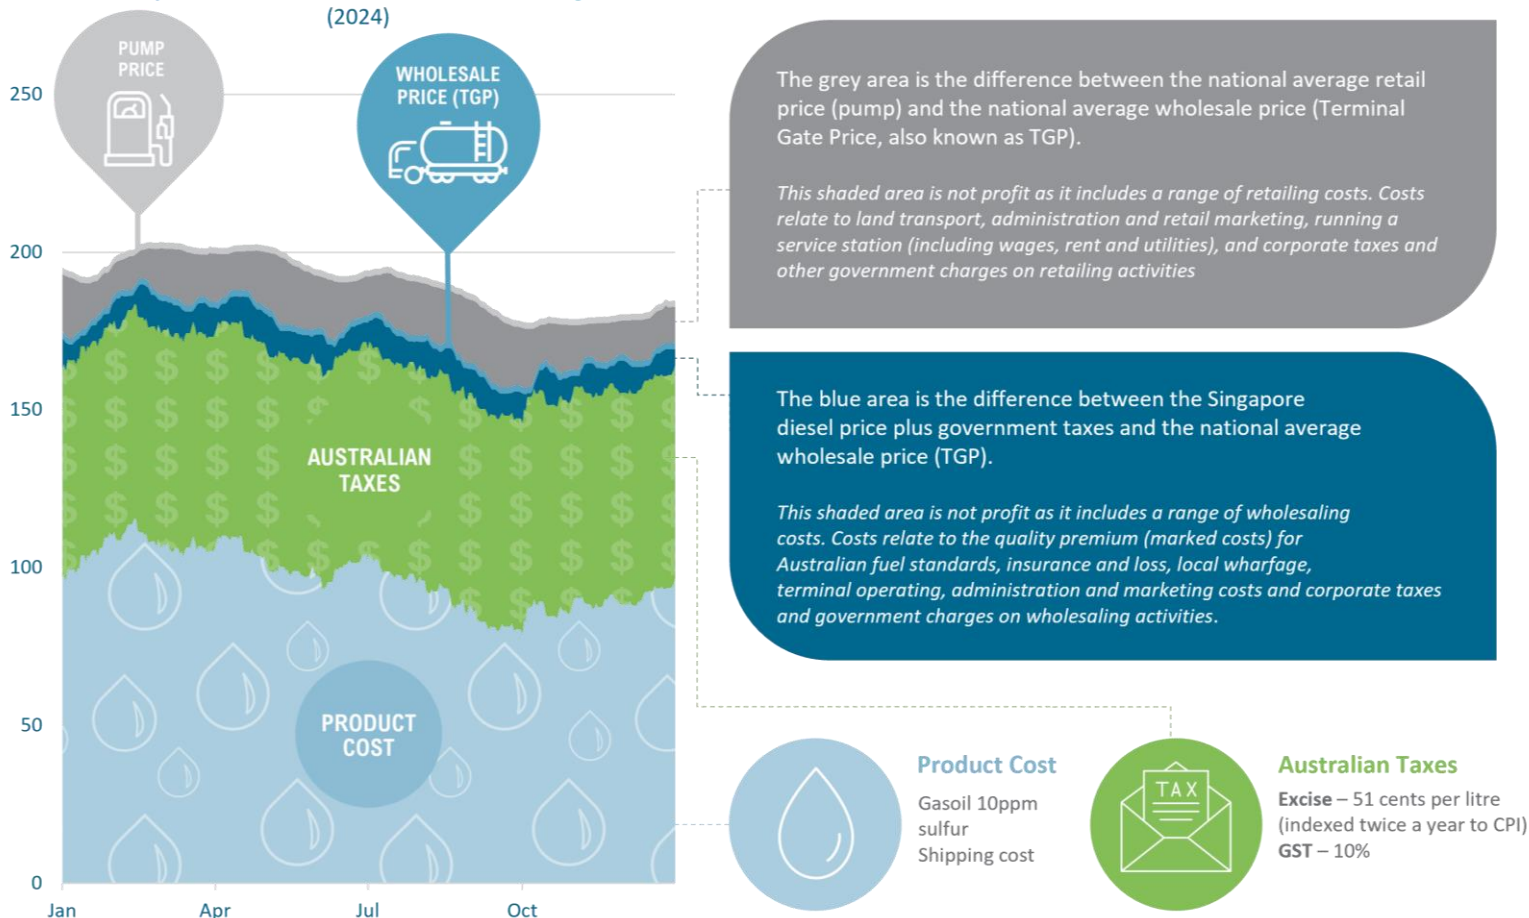 (2024)
PUMP
PRICE
WHOLESALE
PRICE (TGP)
250
200
150
100
50
0
Jan
Apr
Jul
Oct
AUSTRALIAN
TAXES
PRODUCT
COST
The grey area is the difference between the national average retail
price (pump) and the national average wholesale price (Terminal
Gate Price, also known as TGP).
This shaded area is not profit as it includes a range of retailing costs. Costs
relate to land transport, administration and retail marketing, running a
service station (including wages, rent and utilities), and corporate taxes and
other government charges on retailing activities
The blue area is the difference between the Singapore
diesel price plus government taxes and the national average
wholesale price (TGP).
This shaded area is not profit as it includes a range of wholesaling
costs. Costs relate to the quality premium (marked costs) for
Australian fuel standards, insurance and loss, local wharfage,
terminal operating, administration and marketing costs and corporate taxes
and government charges on wholesaling activities.
Product Cost
Gasoil 10ppm
sulfur
Shipping cost
TAX
Australian Taxes
Excise – 51 cents per litre
(indexed twice a year to CPI)
GST – 10%